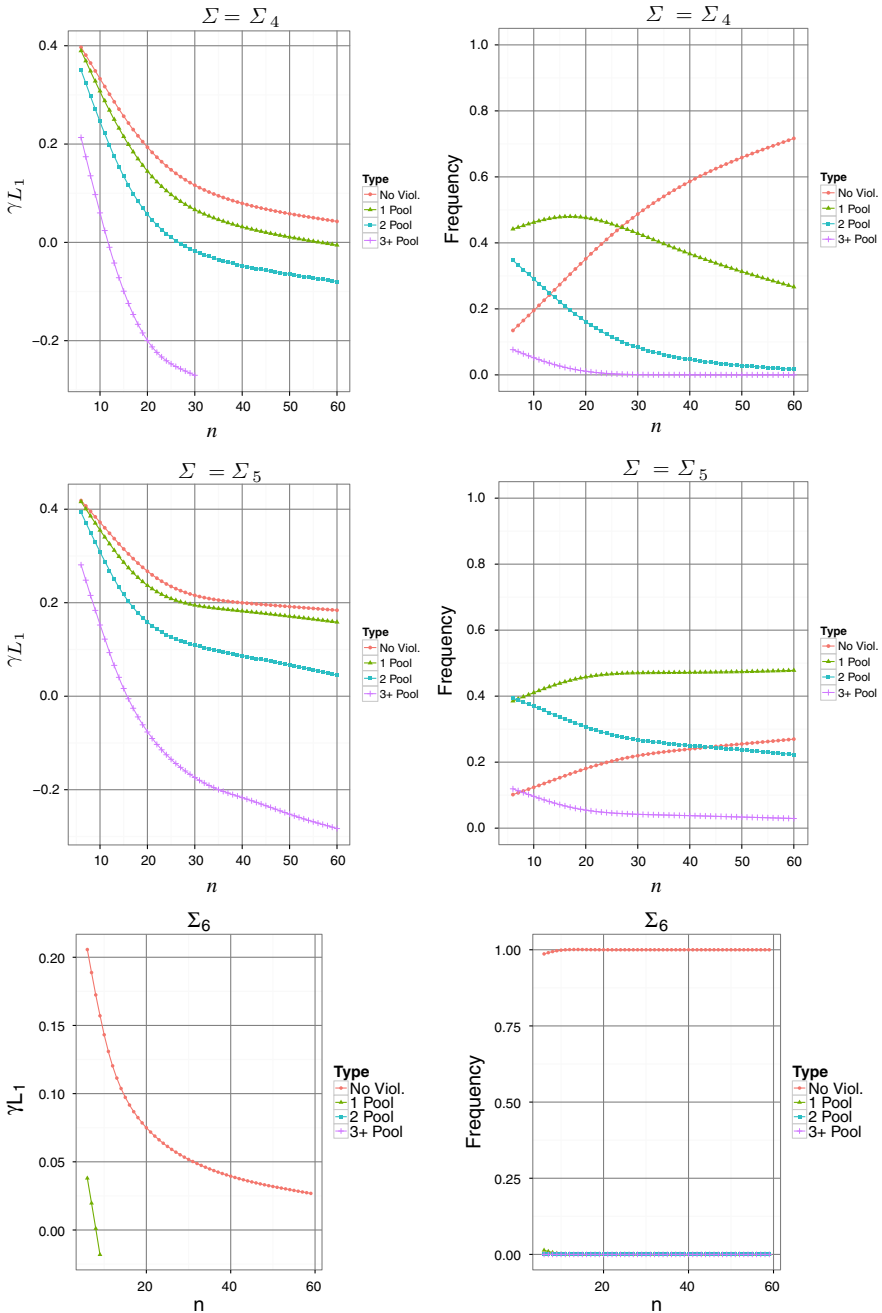 Σ = Σ 4
0.4
0.2
0.0
−0.2
γL1
10 20 30 40 50 60
n
Type
No Viol.
1 Pool
2 Pool
3+ Pool
Σ = Σ 4
1.0
0.8
0.6
0.4
0.2
0.0
Frequency
10 20 30 40 50 60
n
Type
No Viol.
1 Pool
2 Pool
3+ Pool
Σ = Σ 5
0.4
0.2
0.0
−0.2
γL1
10 20 30 40 50 60
n
Type
No Viol.
1 Pool
2 Pool
3+ Pool
Σ = Σ 5
1.0
0.8
0.6
0.4
0.2
0.0
Frequency
10 20 30 40 50 60
n
Type
No Viol.
1 Pool
2 Pool
3+ Pool
Σ6
0.20
0.15
0.10
0.05
0.00
γL1
20 40 60
n
Type
No Viol.
1 Pool
2 Pool
3+ Pool
Σ6
1.00
0.75
0.50
0.25
0.00
Frequency
20 40 60
n
Type
No Viol.
1 Pool
2 Pool
3+ Pool